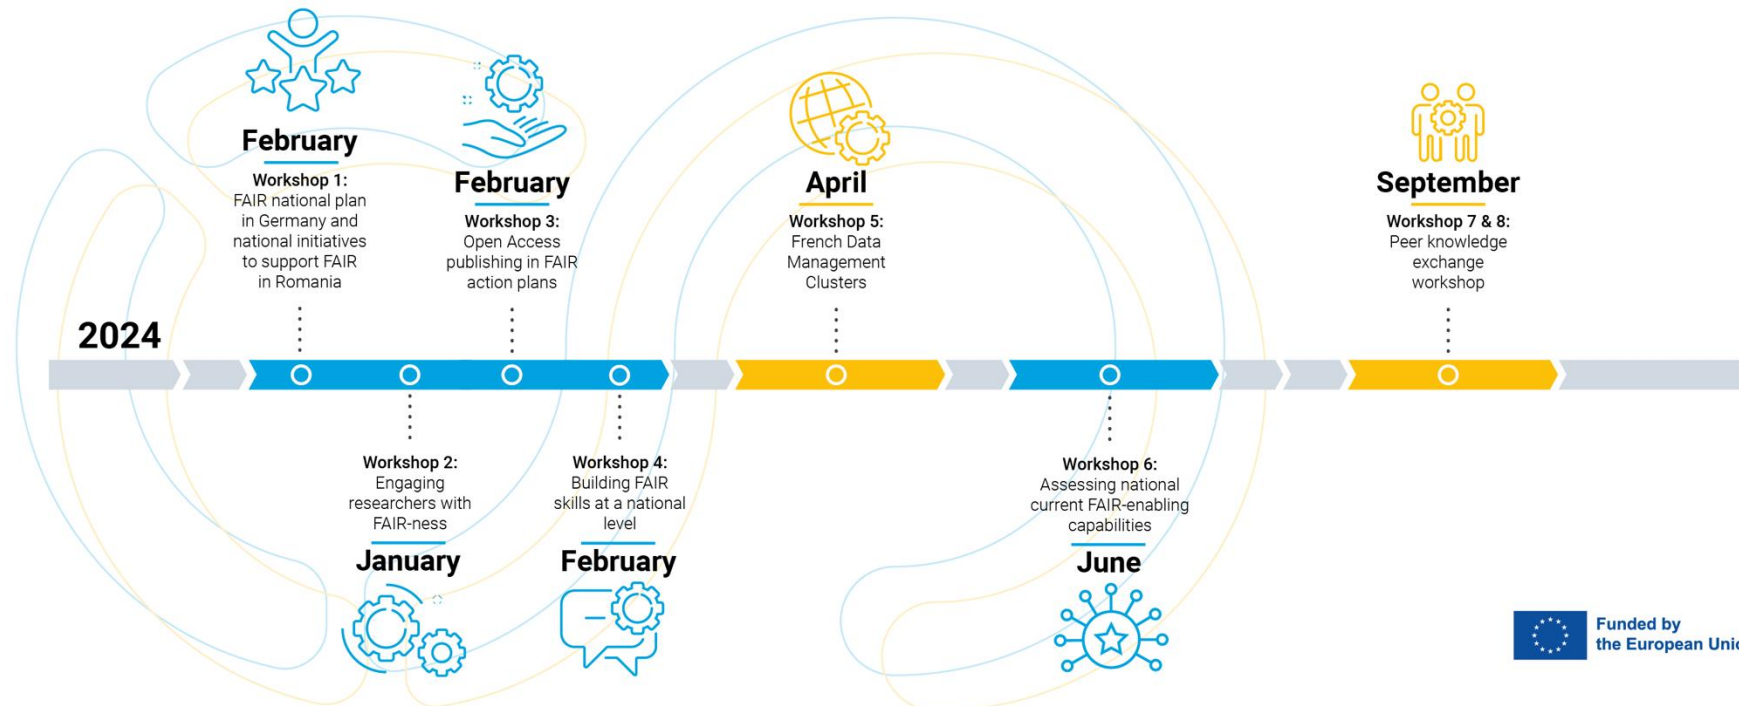 2024
February
Workshop 1:
FAIR national plan
in Germany and
national initiatives
to support FAIR
in Romania
Workshop 2:
Engaging
researchers with
FAIR-ness
January
February
Workshop 3:
Open Access
publishing in FAIR
action plans
Workshop 4:
Building FAIR
skills at a national
level
February
April
Workshop 5:
French Data
Management
Clusters
Workshop 6:
Assessing national
current FAIR-enabling
capabilities
June
September
Workshop 7 & 8:
Peer knowledge
exchange
workshop
Funded by
the European Unio